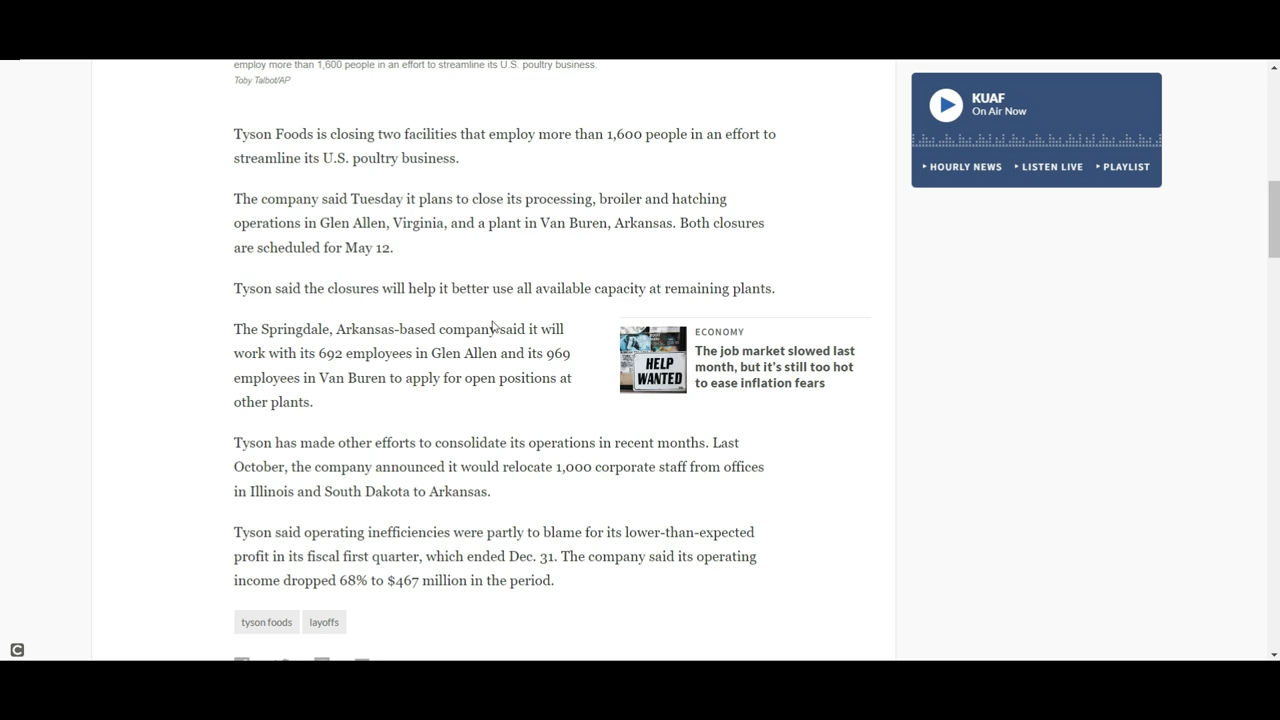 employ more than 1,600 people in an effort to streamline its U.S. poultry business.
Toby Talbot/AP
Tyson Foods is closing two facilities that employ more than 1,600 people in an effort to
streamline its U.S. poultry business.
The company said Tuesday it plans to close its processing, broiler and hatching
operations in Glen Allen, Virginia, and a plant in Van Buren, Arkansas. Both closures
are scheduled for May 12.
Tyson said the closures will help it better use all available capacity at remaining plants.
The Springdale, Arkansas-based company said it will
work with its 692 employees in Glen Allen and its 969
employees in Van Buren to apply for open positions at
other plants.
ECONOMY
The job market slowed last
month, but it's still too hot
to ease inflation fears
HELP
WANTED
Tyson has made other efforts to consolidate its operations in recent months. Last
October, the company announced it would relocate 1,000 corporate staff from offices
in Illinois and South Dakota to Arkansas.
Tyson said operating inefficiencies were partly to blame for its lower-than-expected
profit in its fiscal first quarter, which ended Dec. 31. The company said its operating
income dropped 68% to $467 million in the period.
tyson foods
layoffs
KUAF
On Air Now
HOURLY NEWS
LISTEN LIVE
PLAYLIST
C